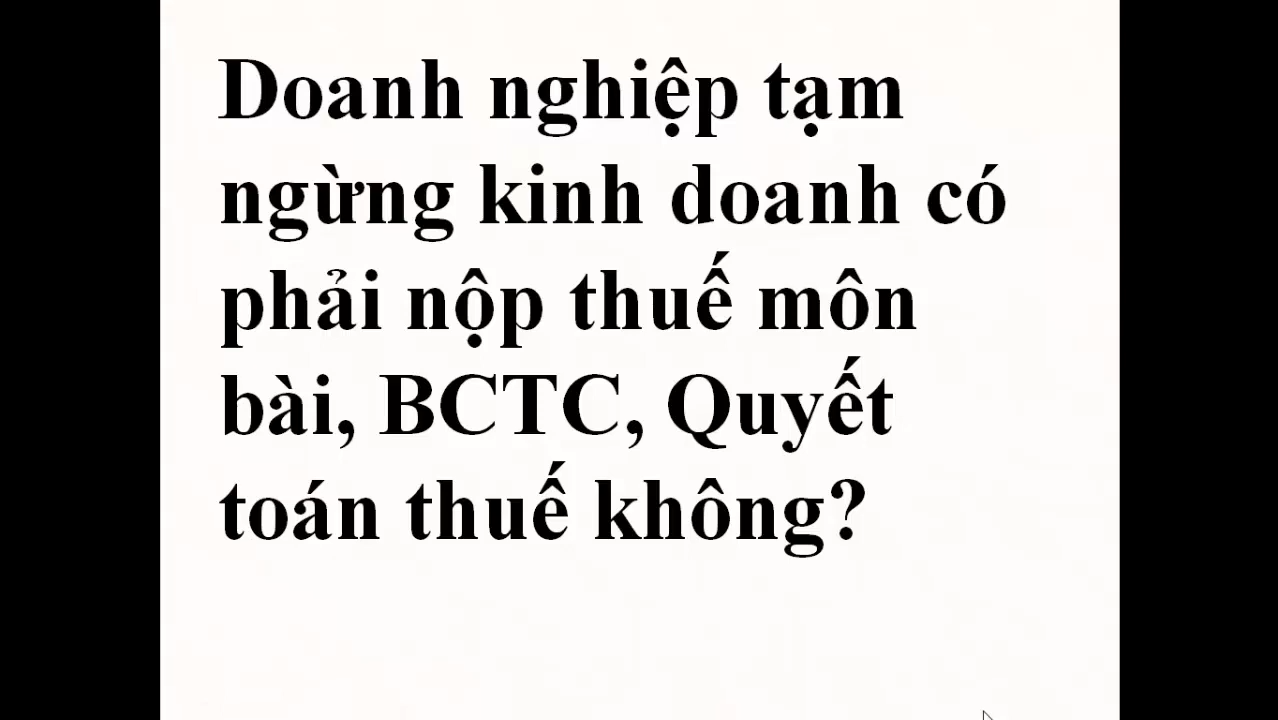 Doanh nghiệp tạm
ngừng kinh doanh có
phải nộp thuế môn
bài, BCTC, Quyết
toán thuế không?